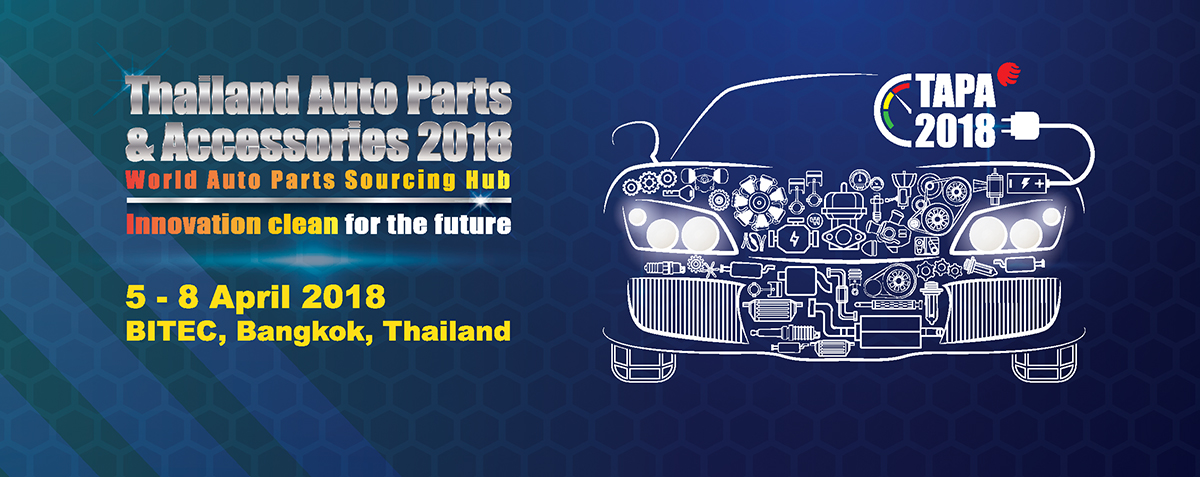 Thailand Auto Parts
& Accessories 2018
World Auto Parts Sourcing Hub
Innovation clean for the future
5 - 8 April 2018
BITEC, Bangkok, Thailand
TAPA
2018